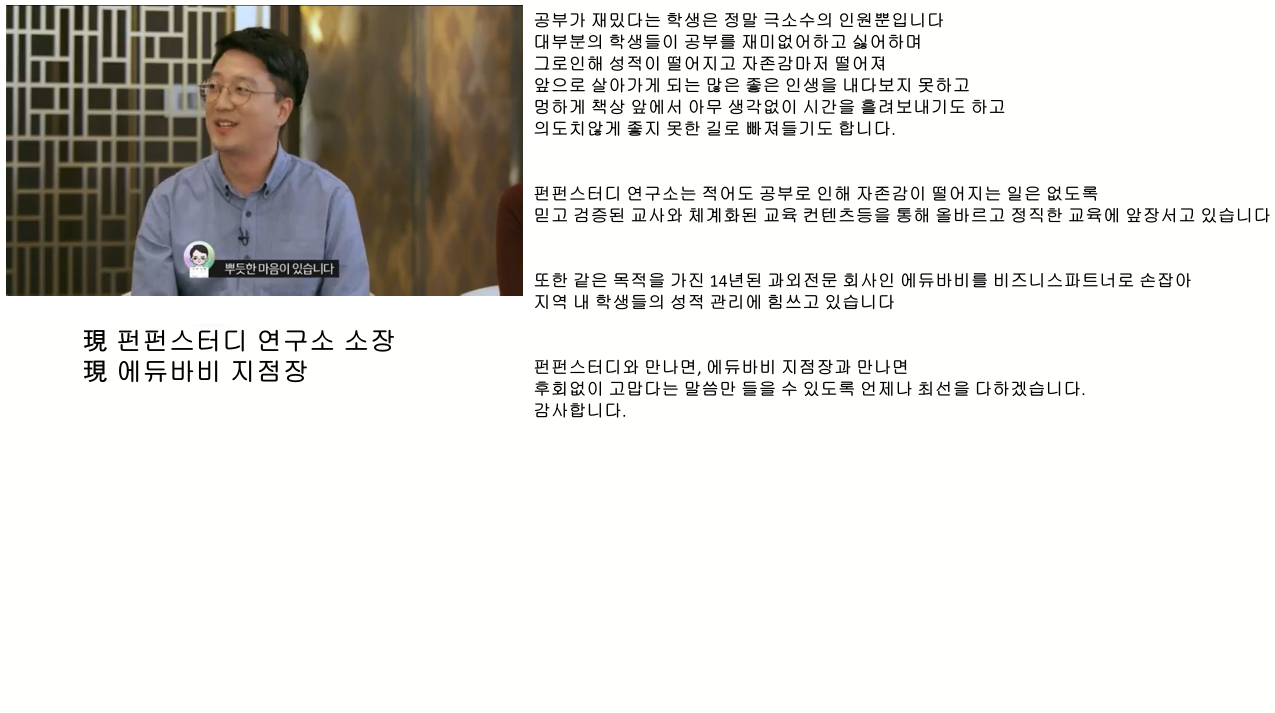 뿌듯한 마음이 있습니다
現 펀펀스터디 연구소 소장
現 에듀바비 지점장
공부가 재밌다는 학생은 정말 극소수의 인원뿐입니다
대부분의 학생들이 공부를 재미없어하고 싫어하며
그로인해 성적이 떨어지고 자존감마저 떨어져
앞으로 살아가게 되는 많은 좋은 인생을 내다보지 못하고
멍하게 책상 앞에서 아무 생각없이 시간을 흘려보내기도 하고
의도치않게 좋지 못한 길로 빠져들기도 합니다.
펀펀스터디 연구소는 적어도 공부로 인해 자존감이 떨어지는 일은 없도록
믿고 검증된 교사와 체계화된 교육 컨텐츠등을 통해 올바르고 정직한 교육에 앞장서고 있습니다
또한 같은 목적을 가진 14년된 과외전문 회사인 에듀바비를 비즈니스파트너로 손잡아
지역 내 학생들의 성적 관리에 힘쓰고 있습니다
펀펀스터디와 만나면, 에듀바비 지점장과 만나면
후회없이 고맙다는 말씀만 들을 수 있도록 언제나 최선을 다하겠습니다.
감사합니다.